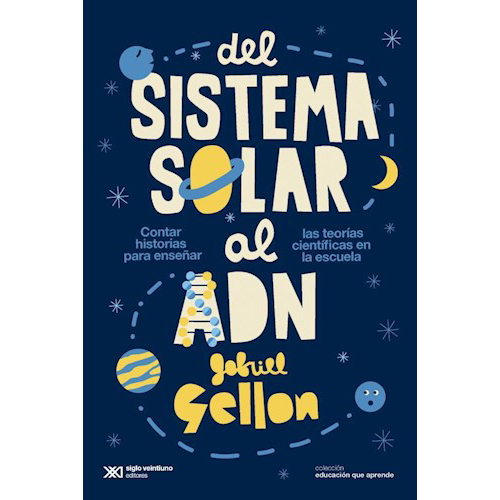 del
SISTEMA
SOLAR
Contar
historias
para enseñar
al
las teorías
científicas en
la escuela
ADN
gabriel
gellon
XXI
siglo veintiuno
editores
colección
educación que aprende